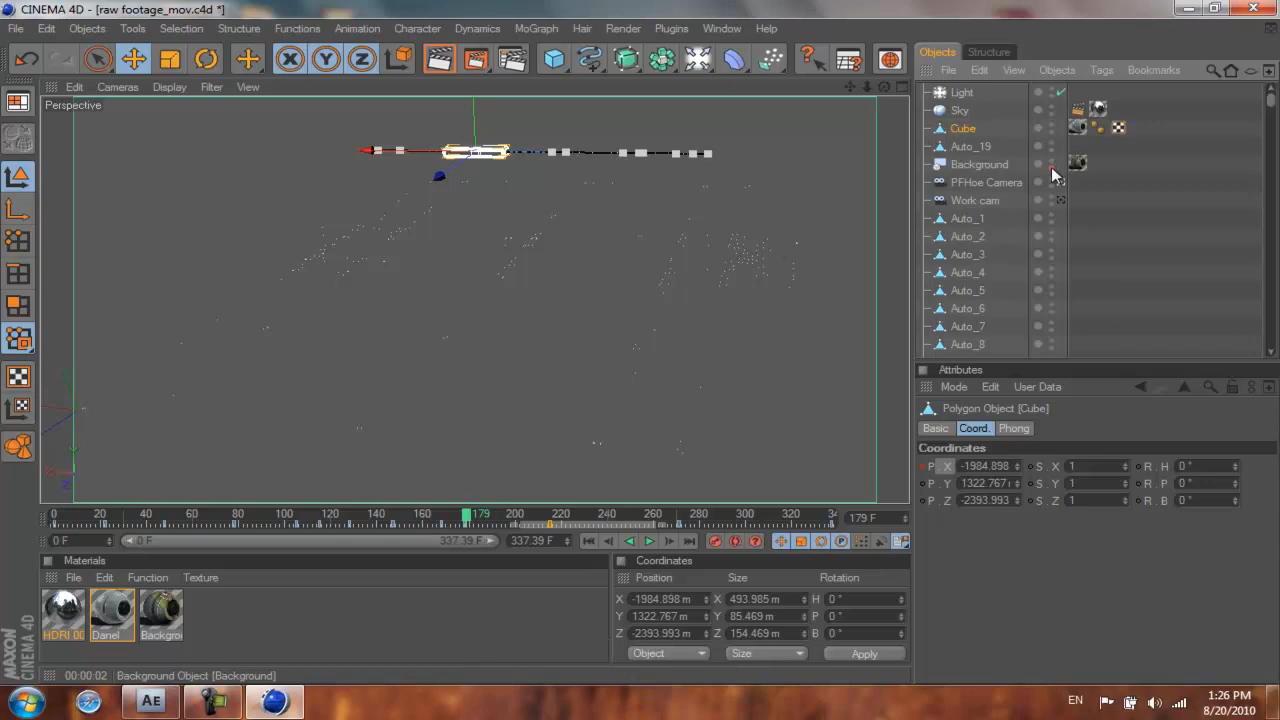 CINEMA 4D - [raw footage_mov.c4d *]
File Edit Objects Tools Selection Structure Functions Animation Character Dynamics MoGraph Hair Render Plugins Window Help
Objects Structure
File Edit View Objects Tags Bookmarks
Edit Cameras Display Filter View
Perspective
Light
Sky
Cube
Auto_19
Background
PFHoe Camera
Work cam
Auto_1
Auto_2
Auto_3
Auto_4
Auto_5
Auto_6
Auto_7
Auto_8
Attributes
Mode Edit User Data
Polygon Object [Cube]
Basic Coord. Phong
Coordinates
P . X -1984.898 S . X 1 R . H 0 °
P . Y 1322.767 S . Y 1 R . P 0 °
P . Z -2393.993 S . Z 1 R . B 0 °
X
Z
0 20 40 60 80 100 120 140 160 179 200 220 240 260 280 300 320 34 179 F
0 F 0 F 337.39 F 337.39 F
Materials
File Edit Function Texture
HDRI 00 Danel Backgro
Coordinates
Position Size Rotation
X -1984.898 m X 493.985 m H 0 °
Y 1322.767 m Y 85.469 m P 0 °
Z -2393.993 m Z 154.469 m B 0 °
Object Size Apply
MAXON
CINEMA 4D
00:00:02 Background Object [Background]
AE
EN
1:26 PM
8/20/2010